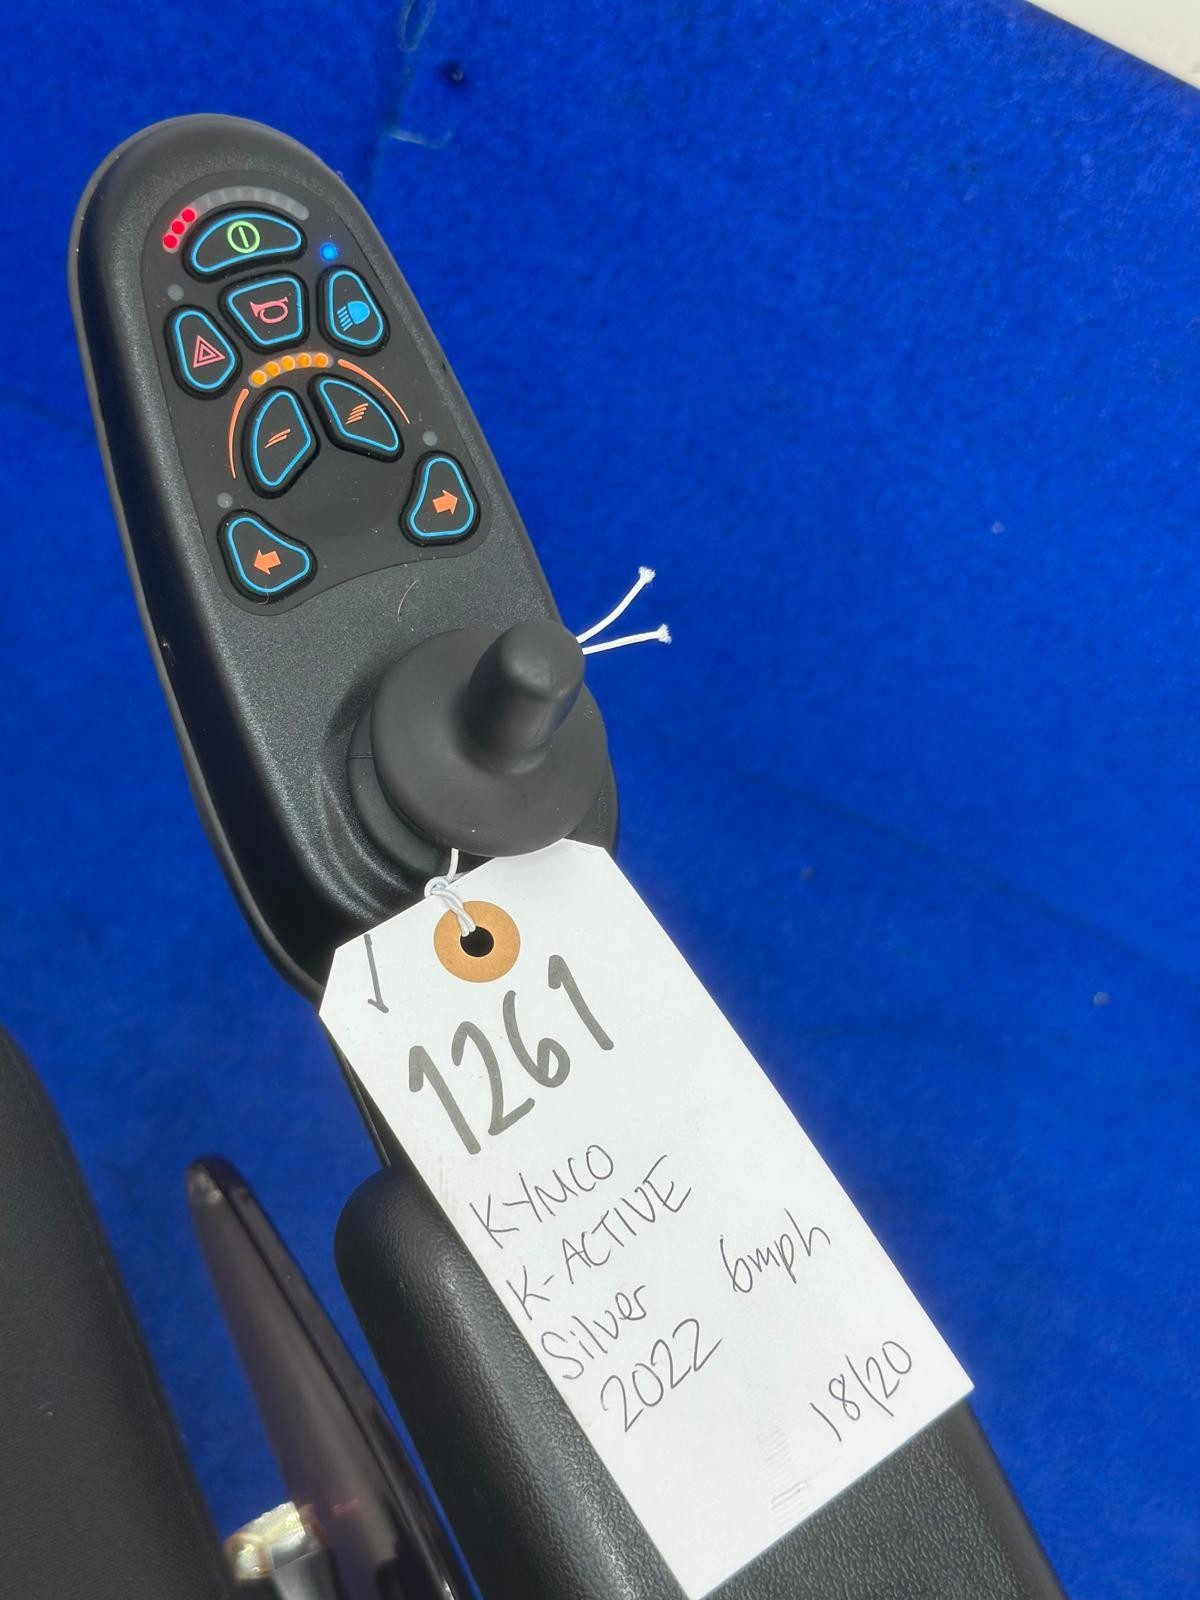 1261
KYMCO
K-ACTIVE
Silver 6mph
2022
18/20